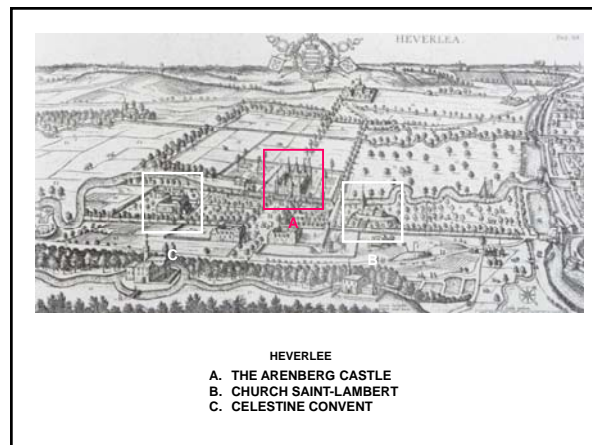 HEVERLEA.
A
C
B
HEVERLEE
A. THE ARENBERG CASTLE
B. CHURCH SAINT-LAMBERT
C. CELESTINE CONVENT